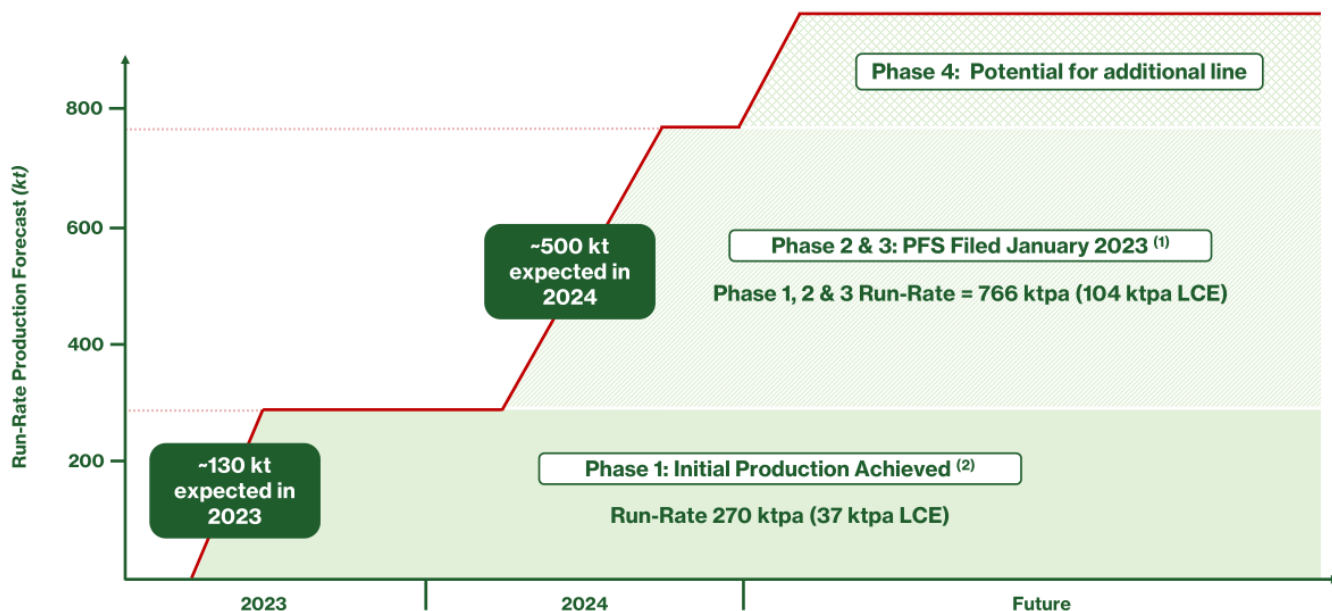 Run-Rate Production Forecast (kt)
800
600
400
200
Phase 4: Potential for additional line
~500 kt
expected in
2024
Phase 2 & 3: PFS Filed January 2023 (1)
Phase 1, 2 & 3 Run-Rate = 766 ktpa (104 ktpa LCE)
~130 kt
expected in
2023
Phase 1: Initial Production Achieved (2)
Run-Rate 270 ktpa (37 ktpa LCE)
2023
2024
Future